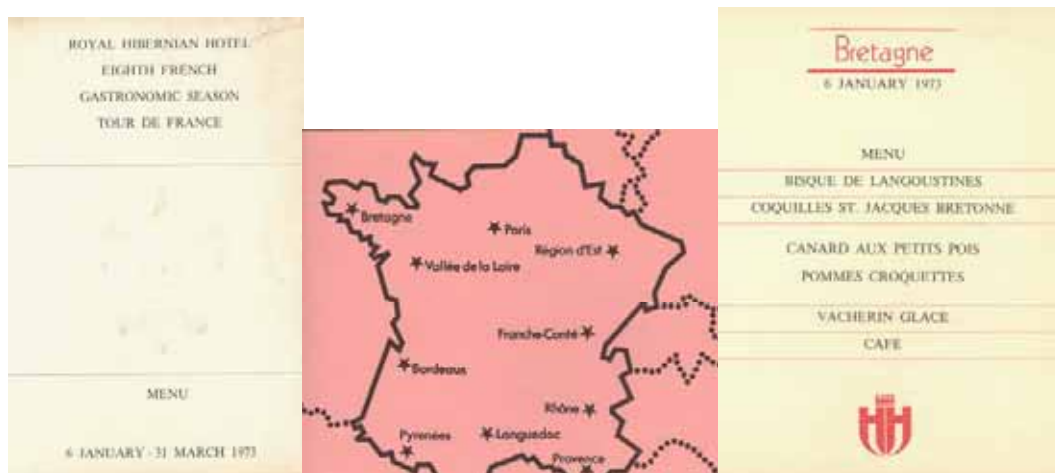 ROYAL HIBERNIAN HOTEL
EIGHTH FRENCH
GASTRONOMIC SEASON
TOUR DE FRANCE
MENU
6 JANUARY - 31 MARCH 1973
Bretagne
Paris
Région d'Est
Vallée de la Loire
Franche-Conté
Bordeaux
Rhône
Pyrenées
Languedoc
Provence
Bretagne
6 JANUARY 1973
MENU
BISQUE DE LANGOUSTINES
COQUILLES ST. JACQUES BRETONNE
CANARD AUX PETITS POIS
POMMES CROQUETTES
VACHERIN GLACE
CAFE